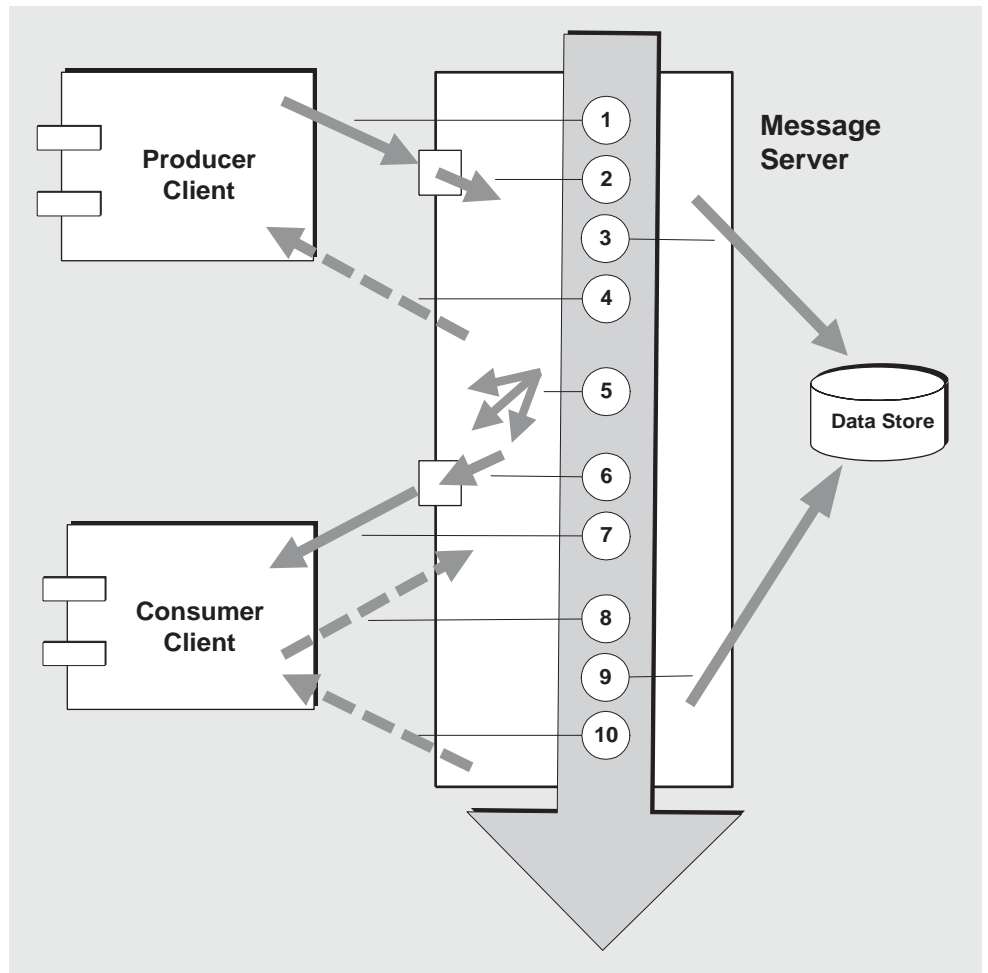 Producer
Client
Message
Server
1
2
3
4
5
Data Store
6
7
Consumer
Client
8
9
10